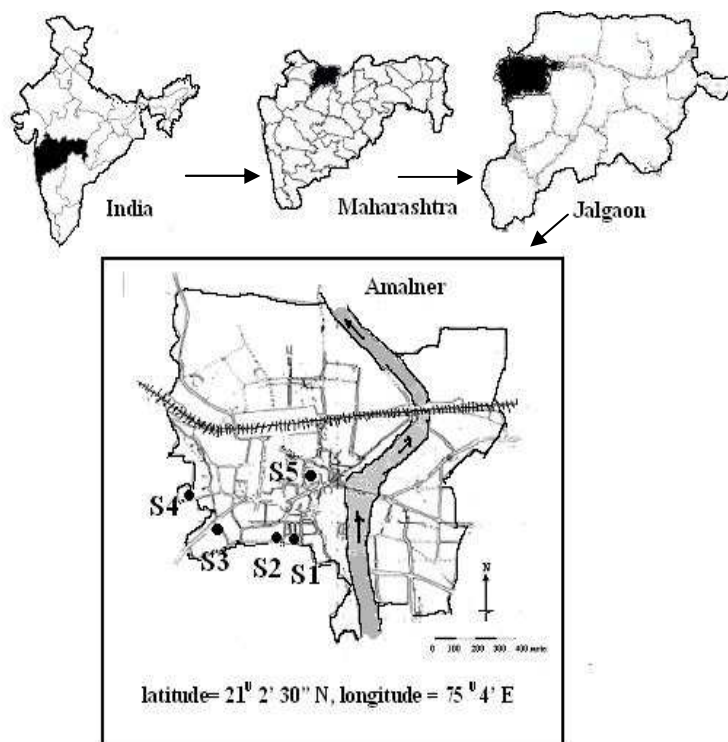 India
Maharashtra
Jalgaon
Amalner
S5
S4
S3
S2
S1
N
0 100 200 300 400
latitude= 21⁰ 2' 30" N, longitude = 75 ⁰ 4' E